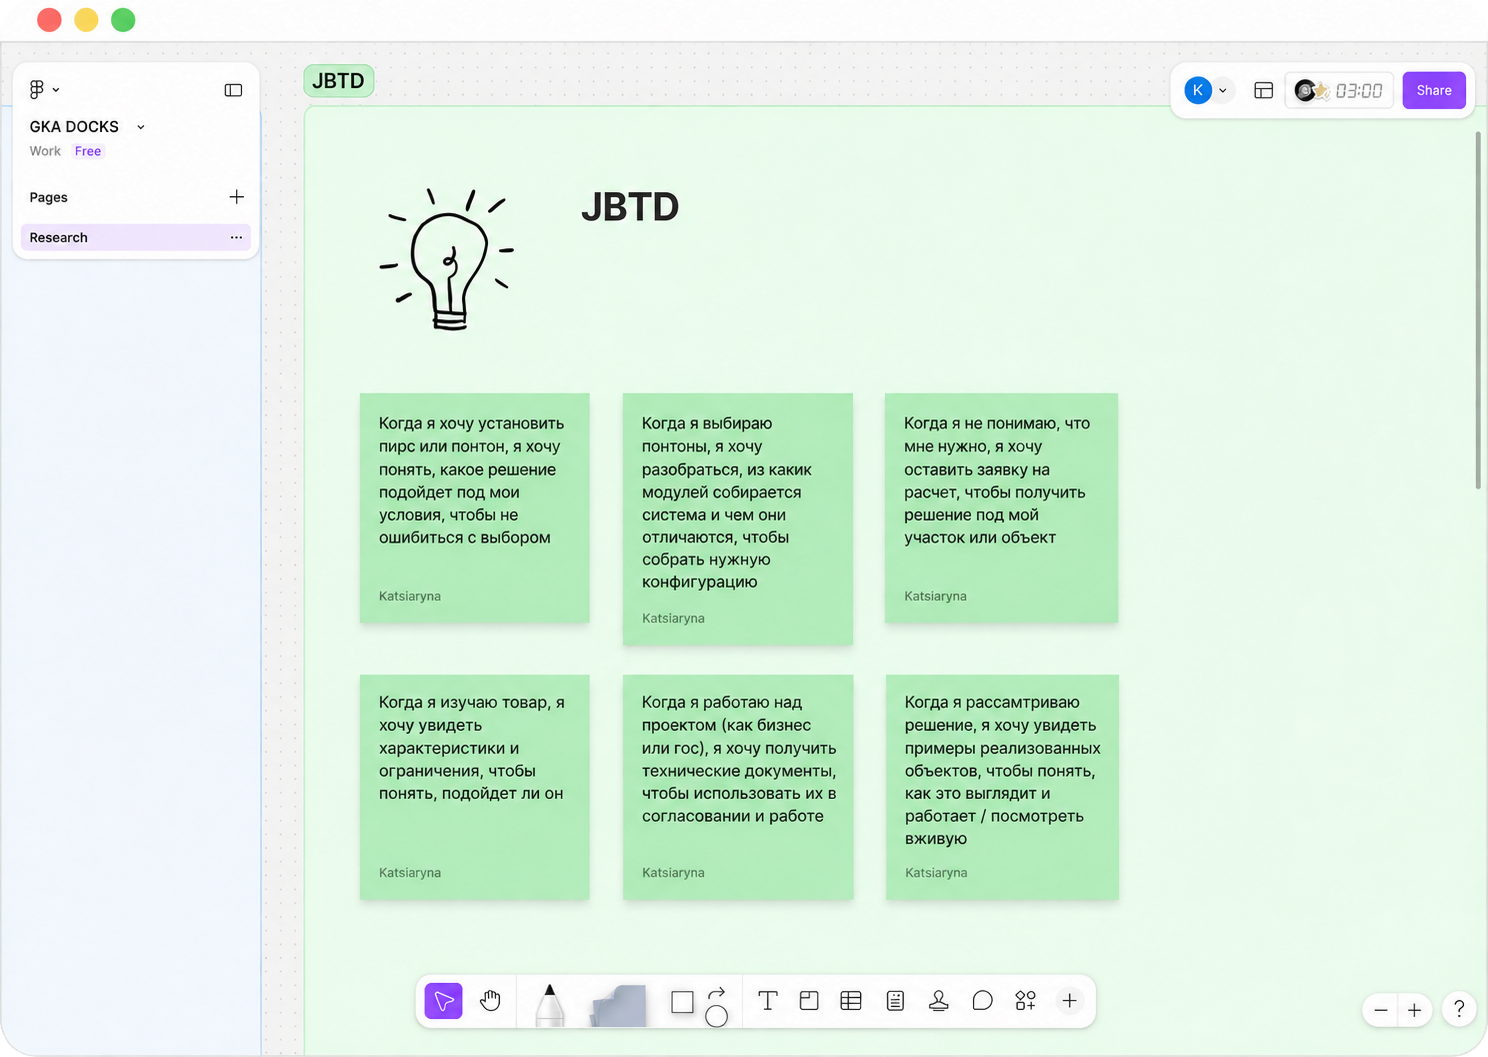 JBTD
K
03:00
Share
GKA DOCKS
Work Free
Pages
Research
JBTD
Когда я хочу установить
пирс или понтон, я хочу
понять, какое решение
подойдет под мои
условия, чтобы не
ошибиться с выбором
Katsiaryna
Когда я выбираю
понтоны, я хочу
разобраться, из какик
модулей собирается
система и чем они
отличаются, чтобы
собрать нужную
конфигурацию
Katsiaryna
Когда я не понимаю, что
мне нужно, я хочу
оставить заявку на
расчет, чтобы получить
решение под мой
участок или объект
Katsiaryna
Когда я изучаю товар, я
хочу увидеть
характеристики и
ограничения, чтобы
понять, подойдет ли он
Katsiaryna
Когда я работаю над
проектом (как бизнес
или гос), я хочу получить
технические документы,
чтобы использовать их в
согласовании и работе
Katsiaryna
Когда я рассамтриваю
решение, я хочу увидеть
примеры реализованных
объектов, чтобы понять,
как это выглядит и
работает / посмотреть
вживую
Katsiaryna